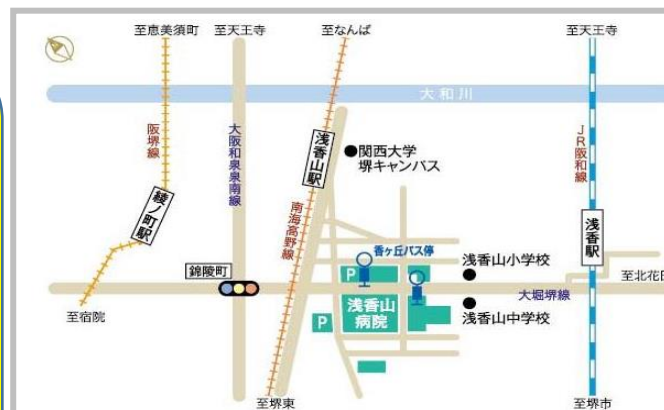 至恵美須町
至天王寺
至なんば
至天王寺
大和川
阪堺線
大阪和泉泉南線
浅香山駅
関西大学
堺キャンパス
JR阪和線
綾ノ町駅
南海高野線
浅香駅
香ヶ丘バス停
浅香山小学校
錦陵町
P
至北花田
大堀堺線
至宿院
浅香山
病院
P
浅香山中学校
至堺東
至堺市